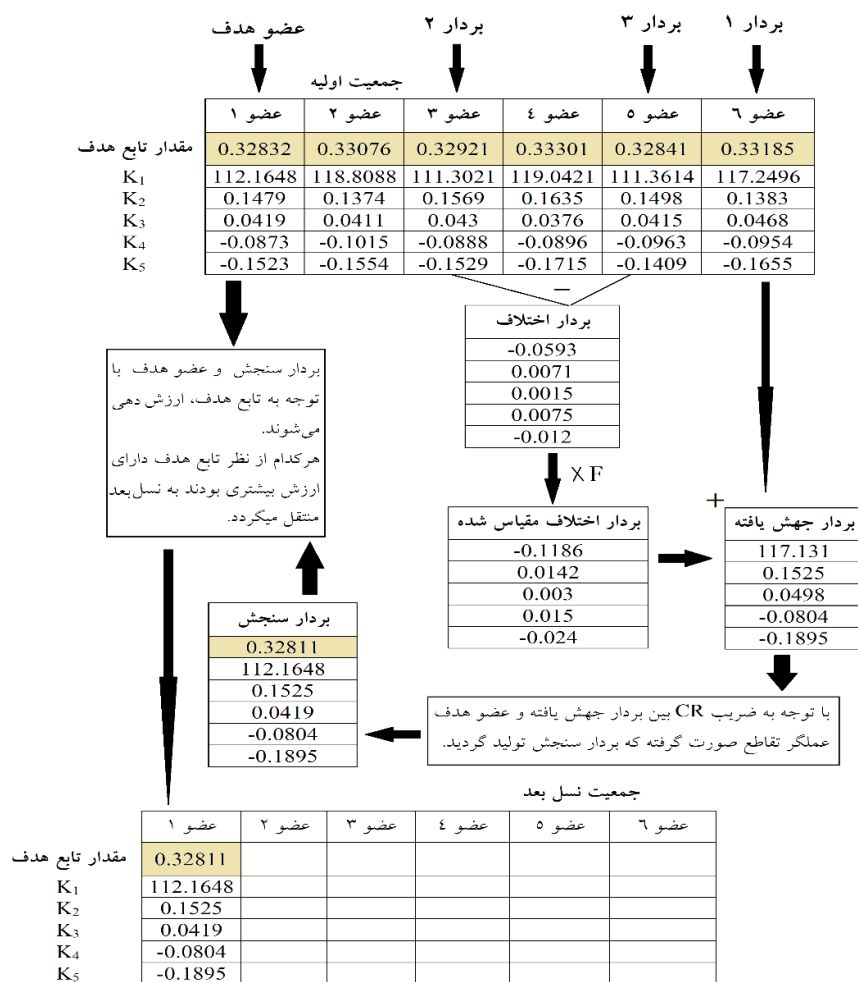 عضو هدف بردار ۲ بردار ۳ بردار ۱
جمعیت اولیه
عضو ۱ عضو ۲ عضو ۳ عضو ٤ عضو ٥ عضو ٦
مقدار تابع هدف 0.32832 0.33076 0.32921 0.33301 0.32841 0.33185
K₁ 112.1648 118.8088 111.3021 119.0421 111.3614 117.2496
K₂ 0.1479 0.1374 0.1569 0.1635 0.1498 0.1383
K₃ 0.0419 0.0411 0.043 0.0376 0.0415 0.0468
K₄ -0.0873 -0.1015 -0.0888 -0.0896 -0.0963 -0.0954
K₅ -0.1523 -0.1554 -0.1529 -0.1715 -0.1409 -0.1655
−
بردار اختلاف
-0.0593
0.0071
0.0015
0.0075
-0.012
× F
بردار اختلاف مقیاس شده
-0.1186
0.0142
0.003
0.015
-0.024
+
بردار جهش یافته
117.131
0.1525
0.0498
-0.0804
-0.1895
با توجه به ضریب CR بین بردار جهش یافته و عضو هدف
عملگر تقاطع صورت گرفته که بردار سنجش تولید گردید.
بردار سنجش
0.32811
112.1648
0.1525
0.0419
-0.0804
-0.1895
بردار سنجش و عضو هدف با
توجه به تابع هدف، ارزش دهی
می‌شوند.
هرکدام از نظر تابع هدف دارای
ارزش بیشتری بودند به نسل بعد
منتقل میگردد.
جمعیت نسل بعد
عضو ۱ عضو ۲ عضو ۳ عضو ٤ عضو ٥ عضو ٦
مقدار تابع هدف 0.32811
K₁ 112.1648
K₂ 0.1525
K₃ 0.0419
K₄ -0.0804
K₅ -0.1895